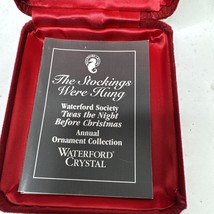 The Stockings
Were Hung
Waterford Society
Twas the Night
Before Christmas
Annual
Ornament Collection
WATERFORD®
CRYSTAL